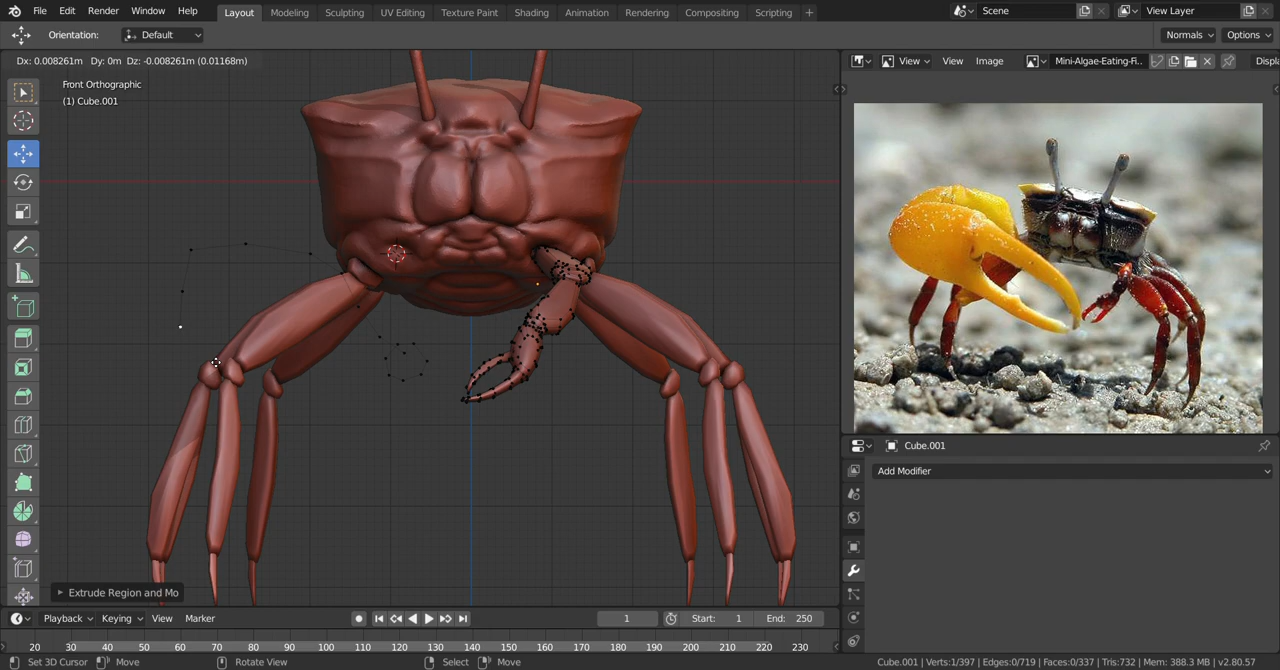 File Edit Render Window Help Layout Modeling Sculpting UV Editing Texture Paint Shading Animation Rendering Compositing Scripting + Scene View Layer
Orientation: Default Normals Options
Dx: 0.008261m Dy: 0m Dz: -0.008261m (0.01168m) View View Image Mini-Algae-Eating-Fi.. Displa
Front Orthographic
(1) Cube.001
Cube.001
Add Modifier
Extrude Region and Mo
Playback Keying View Marker 1 Start: 1 End: 250
20 30 40 50 60 70 80 90 100 110 120 130 140 150 160 170 180 190 200 210 220 230
Set 3D Cursor Move Rotate View Select Move Cube.001 | Verts:1/397 | Edges:0/719 | Faces:0/337 | Tris:732 | Mem: 388.3 MB | v2.80.57